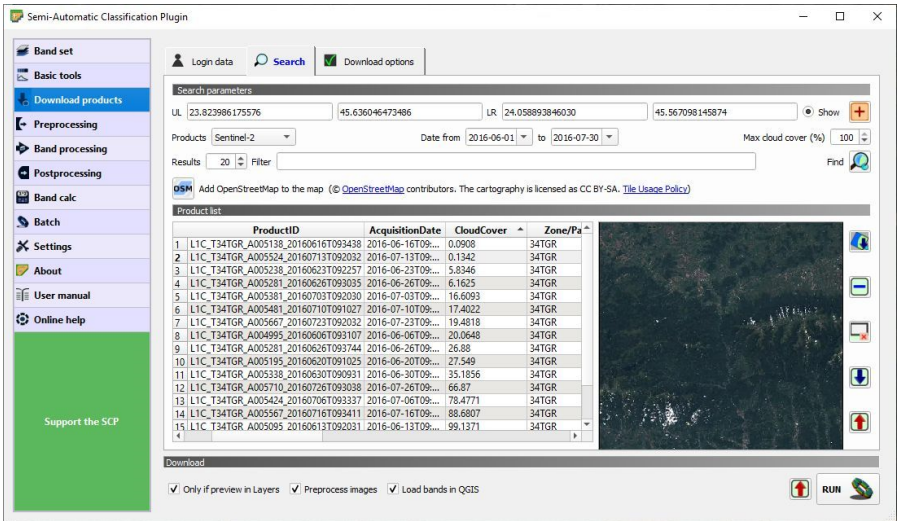 Semi-Automatic Classification Plugin
Band set
Basic tools
Download products
Preprocessing
Band processing
Postprocessing
Band calc
Batch
Settings
About
User manual
Online help
Support the SCP
Login data Search Download options
Search parameters
UL 23.823986175576 45.636046473486 LR 24.058893846030 45.567098145874 Show
Products Sentinel-2 Date from 2016-06-01 to 2016-07-30 Max cloud cover (%) 100
Results 20 Filter Find
OSM Add OpenStreetMap to the map (© OpenStreetMap contributors. The cartography is licensed as CC BY-SA. Tile Usage Policy)
Product list
ProductID AcquisitionDate CloudCover Zone/Pa
1 L1C_T34TGR_A005138_20160616T093438 2016-06-16T09:... 0.0908 34TGR
2 L1C_T34TGR_A005524_20160713T092032 2016-07-13T09:... 0.1342 34TGR
3 L1C_T34TGR_A005238_20160623T092257 2016-06-23T09:... 5.8346 34TGR
4 L1C_T34TGR_A005281_20160626T093035 2016-06-26T09:... 6.1625 34TGR
5 L1C_T34TGR_A005381_20160703T092030 2016-07-03T09:... 16.6093 34TGR
6 L1C_T34TGR_A005481_20160710T091027 2016-07-10T09:... 17.4022 34TGR
7 L1C_T34TGR_A005667_20160723T092032 2016-07-23T09:... 19.4818 34TGR
8 L1C_T34TGR_A004995_20160606T093107 2016-06-06T09:... 20.0648 34TGR
9 L1C_T34TGR_A005281_20160626T093744 2016-06-26T09:... 26.88 34TGR
10 L1C_T34TGR_A005195_20160620T091025 2016-06-20T09:... 27.549 34TGR
11 L1C_T34TGR_A005338_20160630T090931 2016-06-30T09:... 35.1856 34TGR
12 L1C_T34TGR_A005710_20160726T093038 2016-07-26T09:... 66.87 34TGR
13 L1C_T34TGR_A005424_20160706T093337 2016-07-06T09:... 78.4771 34TGR
14 L1C_T34TGR_A005567_20160716T093411 2016-07-16T09:... 88.6807 34TGR
15 L1C_T34TGR_A005095_20160613T092031 2016-06-13T09:... 99.1371 34TGR
Download
Only if preview in Layers Preprocess images Load bands in QGIS RUN